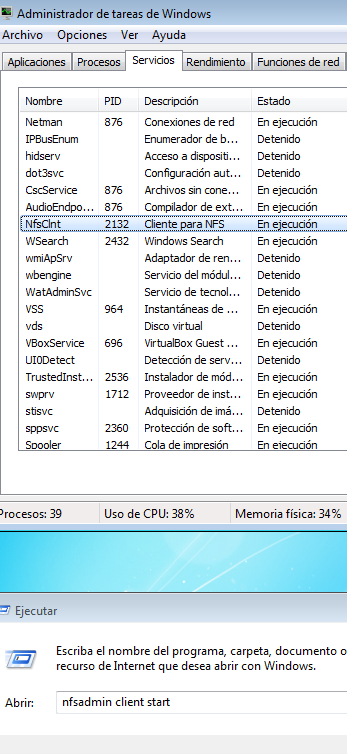 Administrador de tareas de Windows
Archivo Opciones Ver Ayuda
Aplicaciones Procesos Servicios Rendimiento Funciones de red
Nombre PID Descripción Estado
Netman 876 Conexiones de red En ejecución
IPBusEnum Enumerador de b... Detenido
hidserv Acceso a dispositi... Detenido
dot3svc Configuración aut... Detenido
CscService 876 Archivos sin cone... En ejecución
AudioEndpo... 876 Compilador de ext... En ejecución
NfsClnt 2132 Cliente para NFS En ejecución
WSearch 2432 Windows Search En ejecución
wmiApSrv Adaptador de ren... Detenido
wbengine Servicio del módul... Detenido
WatAdminSvc Servicio de tecnol... Detenido
VSS 964 Instantáneas de ... En ejecución
vds Disco virtual Detenido
VBoxService 696 VirtualBox Guest ... En ejecución
UI0Detect Detección de serv... Detenido
TrustedInst... 2536 Instalador de mód... En ejecución
swprv 1712 Proveedor de inst... En ejecución
stisvc Adquisición de imá... Detenido
sppsvc 2360 Protección de soft... En ejecución
Spooler 1244 Cola de impresión En ejecución
Procesos: 39 Uso de CPU: 38% Memoria física: 34%
Ejecutar
Escriba el nombre del programa, carpeta, documento o
recurso de Internet que desea abrir con Windows.
Abrir: nfsadmin client start